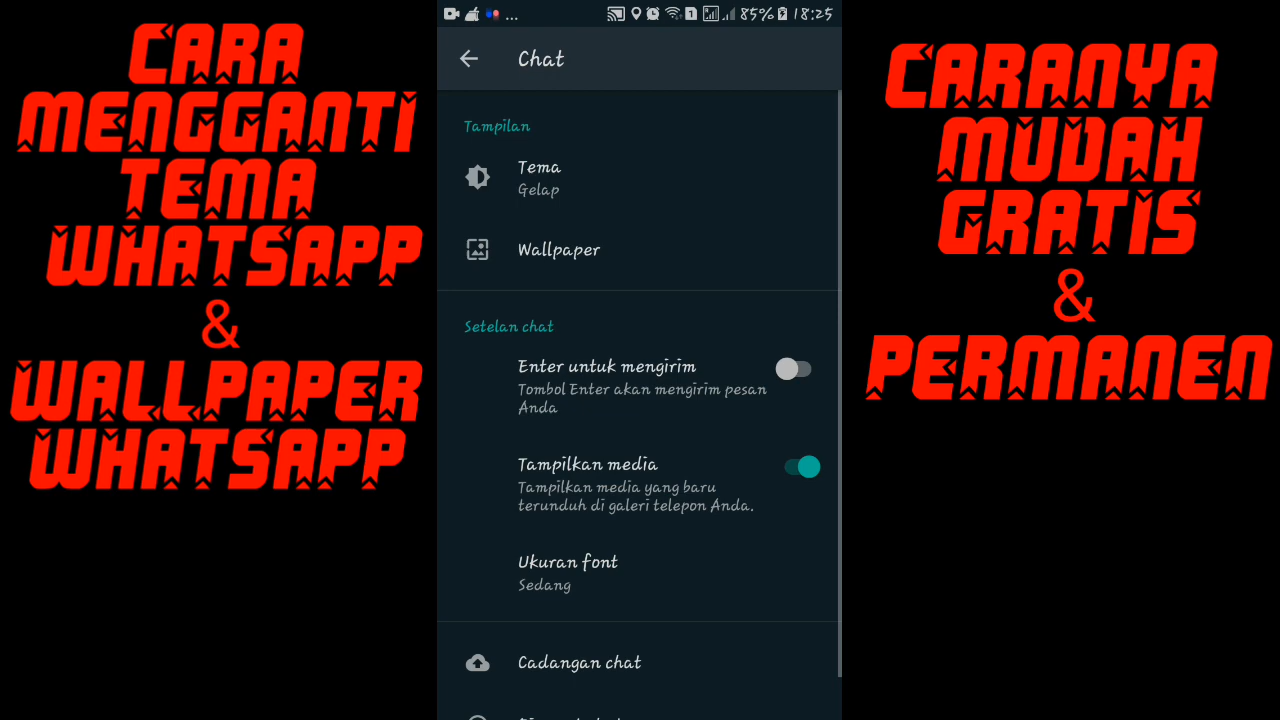 CARA
MENGGANTI
TEMA
WHATSAPP
&
WALLPAPER
WHATSAPP
... 1 85% 18:25
Chat
Tampilan
Tema
Gelap
Wallpaper
Setelan chat
Enter untuk mengirim
Tombol Enter akan mengirim pesan
Anda
Tampilkan media
Tampilkan media yang baru
terunduh di galeri telepon Anda.
Ukuran font
Sedang
Cadangan chat
CARANYA
MUDAH
GRATIS
&
PERMANEN